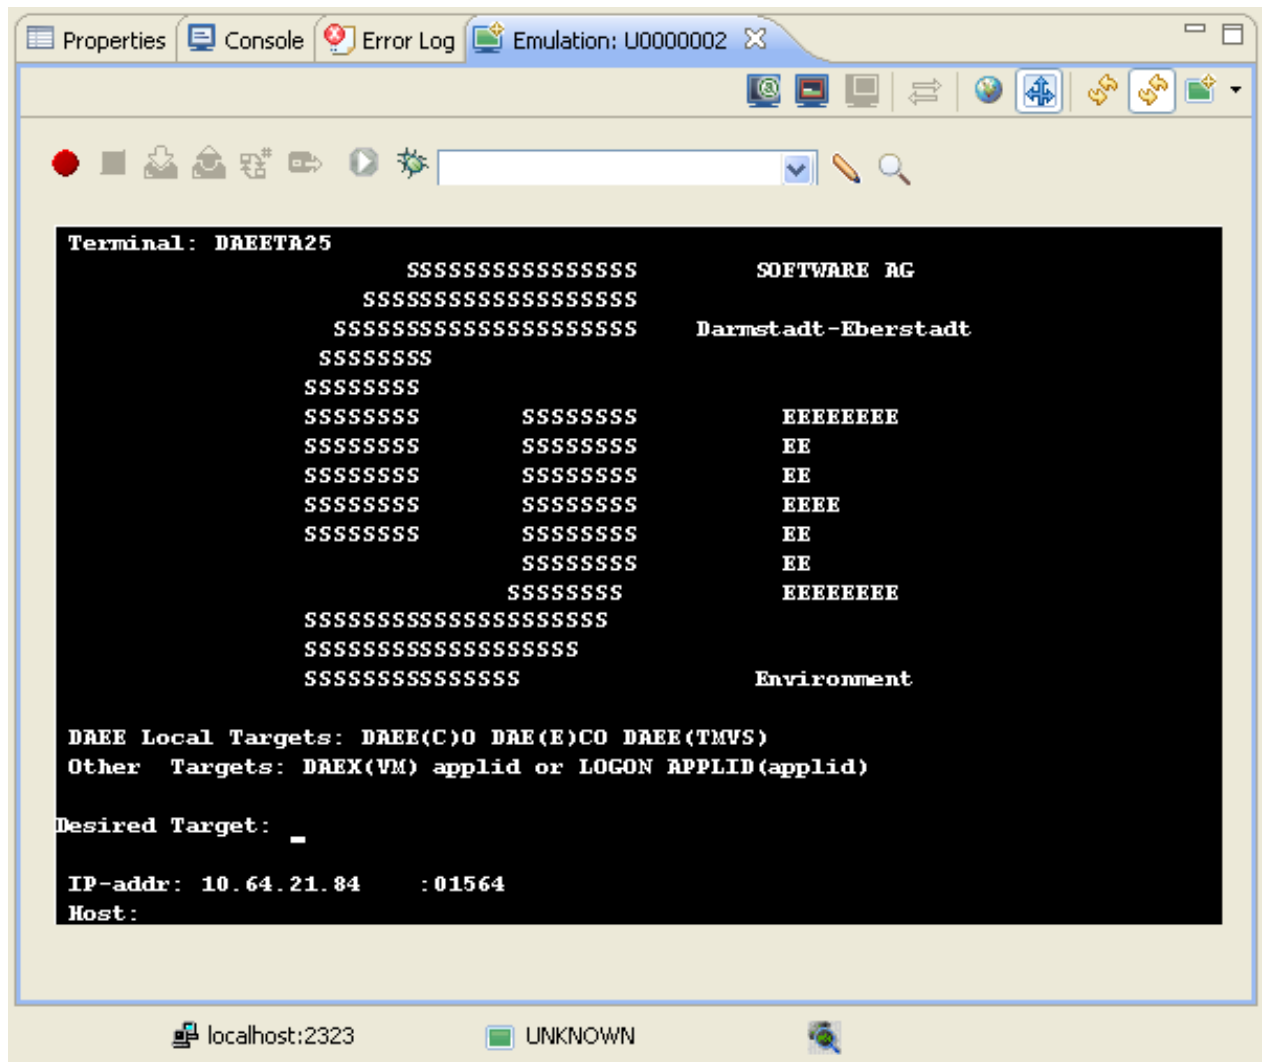 Properties Console Error Log Emulation: U0000002
Terminal: DAEETA25
SSSSSSSSSSSSSSSS SOFTWARE AG
SSSSSSSSSSSSSSSSSSS
SSSSSSSSSSSSSSSSSSSSS Darmstadt-Eberstadt
SSSSSSSS
SSSSSSSS
SSSSSSSS SSSSSSSS EEEEEEEE
SSSSSSSS SSSSSSSS EE
SSSSSSSS SSSSSSSS EE
SSSSSSSS SSSSSSSS EEEE
SSSSSSSS SSSSSSSS EE
SSSSSSSS EE
SSSSSSSS EEEEEEEE
SSSSSSSSSSSSSSSSSSSSS
SSSSSSSSSSSSSSSSSSS
SSSSSSSSSSSSSSS Environment
DAEE Local Targets: DAEE(C)O DAE(E)CO DAEE(TMVS)
Other Targets: DAEX(VM) applid or LOGON APPLID(applid)
Desired Target: _
IP-addr: 10.64.21.84 :01564
Host:
localhost:2323 UNKNOWN